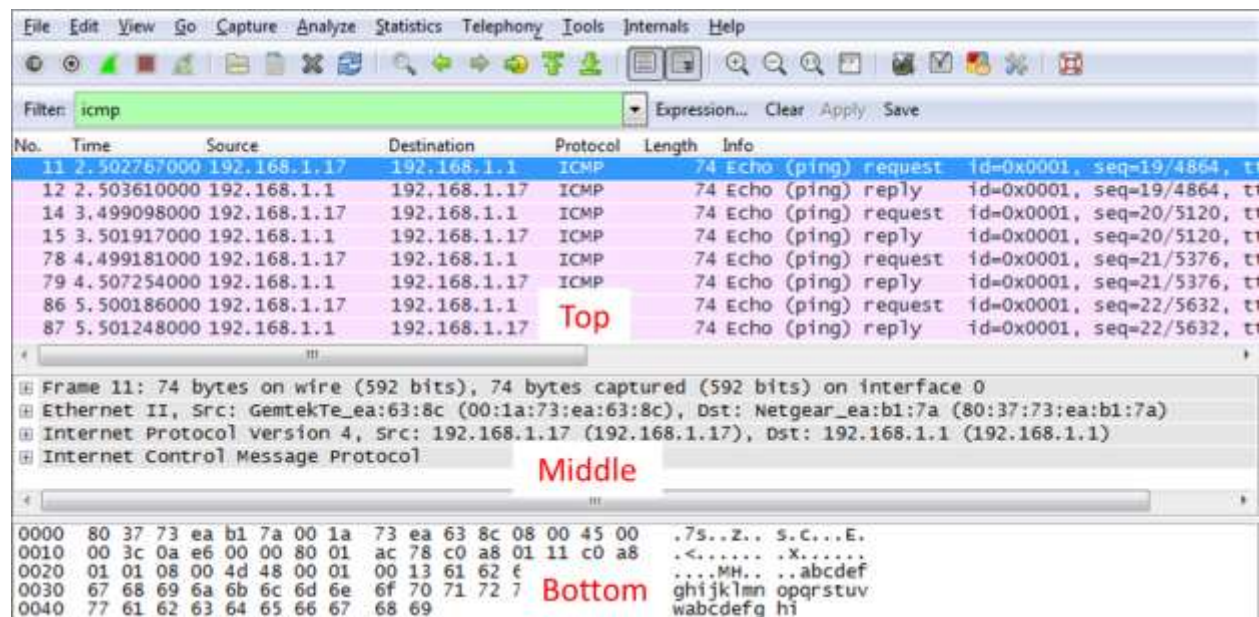 File Edit View Go Capture Analyze Statistics Telephony Tools Internals Help
Filter: icmp Expression... Clear Apply Save
No. Time Source Destination Protocol Length Info
11 2.502767000 192.168.1.17 192.168.1.1 ICMP 74 Echo (ping) request id=0x0001, seq=19/4864,
12 2.503610000 192.168.1.1 192.168.1.17 ICMP 74 Echo (ping) reply id=0x0001, seq=19/4864,
14 3.499098000 192.168.1.17 192.168.1.1 ICMP 74 Echo (ping) request id=0x0001, seq=20/5120,
15 3.501917000 192.168.1.1 192.168.1.17 ICMP 74 Echo (ping) reply id=0x0001, seq=20/5120,
78 4.499181000 192.168.1.17 192.168.1.1 ICMP 74 Echo (ping) request id=0x0001, seq=21/5376,
79 4.507254000 192.168.1.1 192.168.1.17 ICMP 74 Echo (ping) reply id=0x0001, seq=21/5376,
86 5.500186000 192.168.1.17 192.168.1.1 74 Echo (ping) request id=0x0001, seq=22/5632,
87 5.501248000 192.168.1.1 192.168.1.17 74 Echo (ping) reply id=0x0001, seq=22/5632,
Top
Frame 11: 74 bytes on wire (592 bits), 74 bytes captured (592 bits) on interface 0
Ethernet II, Src: GemtekTe_ea:63:8c (00:1a:73:ea:63:8c), Dst: Netgear_ea:b1:7a (80:37:73:ea:b1:7a)
Internet Protocol Version 4, Src: 192.168.1.17 (192.168.1.17), Dst: 192.168.1.1 (192.168.1.1)
Internet Control Message Protocol
Middle
0000 80 37 73 ea b1 7a 00 1a 73 ea 63 8c 08 00 45 00 .7s..z.. s.c...E.
0010 00 3c 0a e6 00 00 80 01 ac 78 c0 a8 01 11 c0 a8 .<...... .x......
0020 01 01 08 00 4d 48 00 01 00 13 61 62 ....MH.. ..abcdef
0030 67 68 69 6a 6b 6c 6d 6e 6f 70 71 72 ghijklmn opqrstuv
0040 77 61 62 63 64 65 66 67 68 69 wabcdefg hi
Bottom